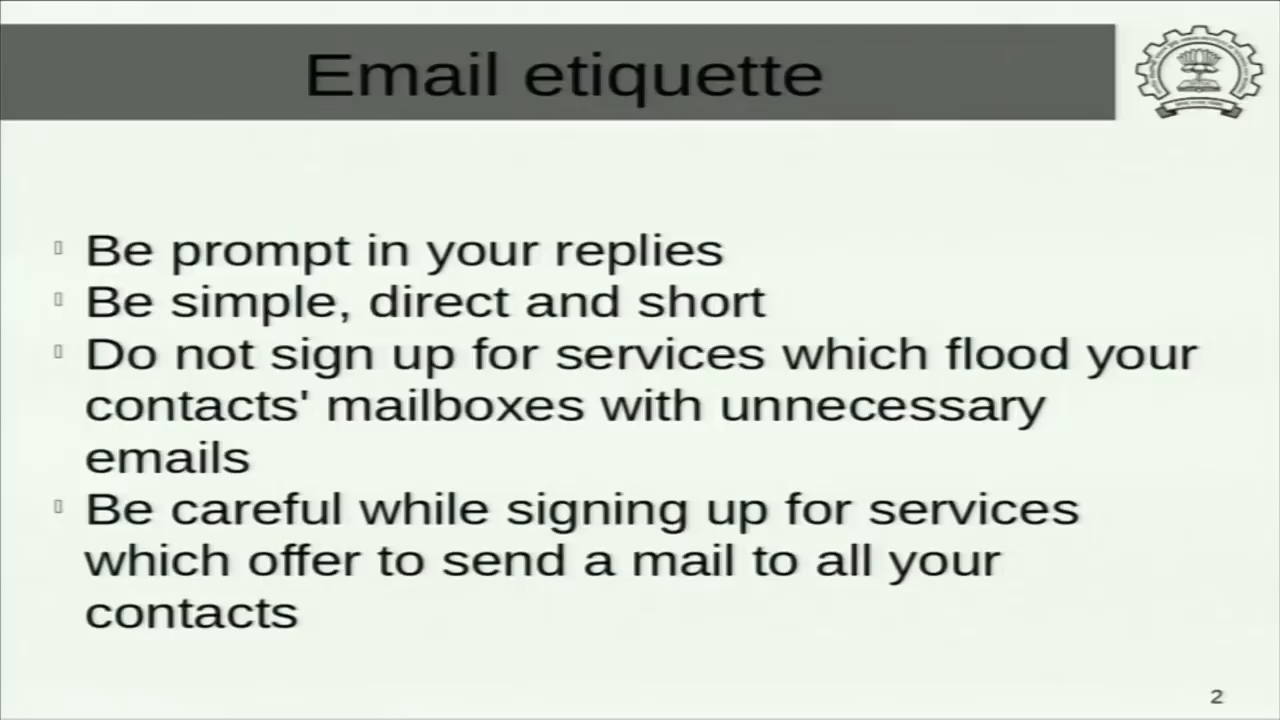 Email etiquette
Be prompt in your replies
Be simple, direct and short
Do not sign up for services which flood your
contacts' mailboxes with unnecessary
emails
Be careful while signing up for services
which offer to send a mail to all your
contacts
2